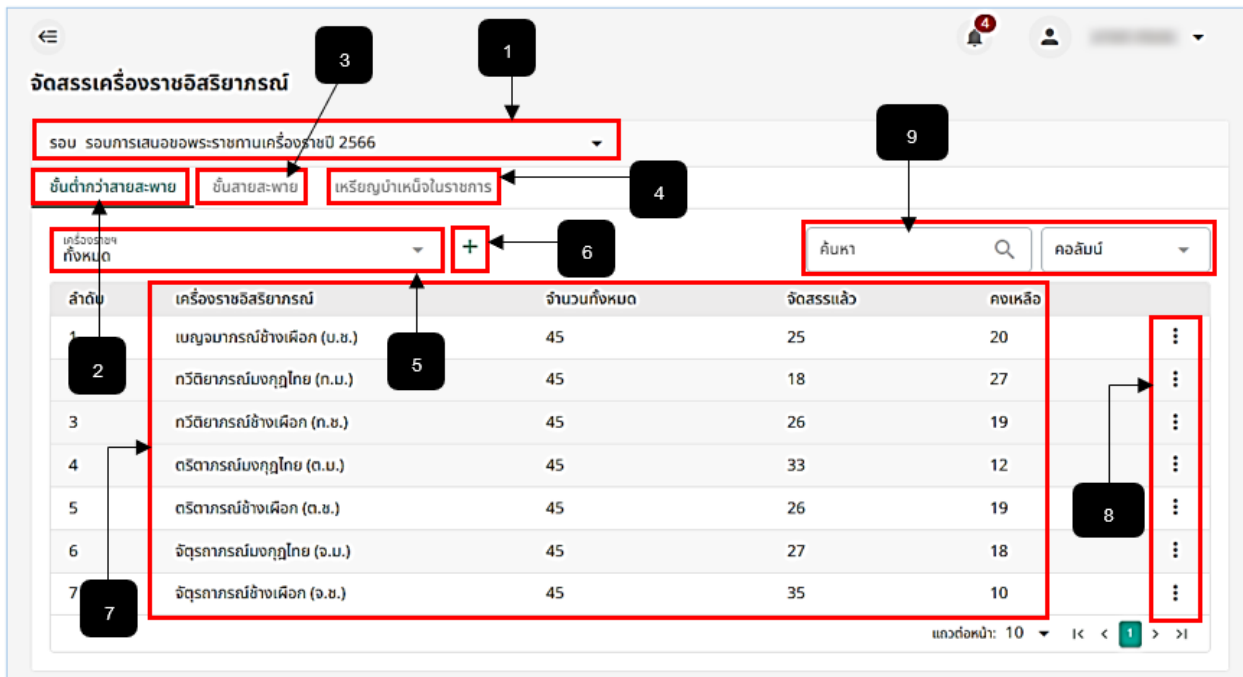 4
3
1
จัดสรรเครื่องราชอิสริยาภรณ์
รอบ รอบการเสนอขอพระราชทานเครื่องราชปี 2566
9
ชั้นต่ำกว่าสายสะพาย ชั้นสายสะพาย เหรียญบำเหน็จในราชการ
4
เครื่องราชฯ
ทั้งหมด
+
6
ค้นหา คอลัมน์
ลำดับ เครื่องราชอิสริยาภรณ์ จำนวนทั้งหมด จัดสรรแล้ว คงเหลือ
1 เบญจมาภรณ์ช้างเผือก (บ.ช.) 45 25 20
5
2 ทวีติยาภรณ์มงกุฎไทย (ท.ม.) 45 18 27
3 ทวีติยาภรณ์ช้างเผือก (ท.ช.) 45 26 19
4 ตริตาภรณ์มงกุฎไทย (ต.ม.) 45 33 12
5 ตริตาภรณ์ช้างเผือก (ต.ช.) 45 26 19
8
6 จัตุรถาภรณ์มงกุฎไทย (จ.ม.) 45 27 18
7 จัตุรถาภรณ์ช้างเผือก (จ.ช.) 45 35 10
7
แถวต่อหน้า: 10 |< < 1 > >|